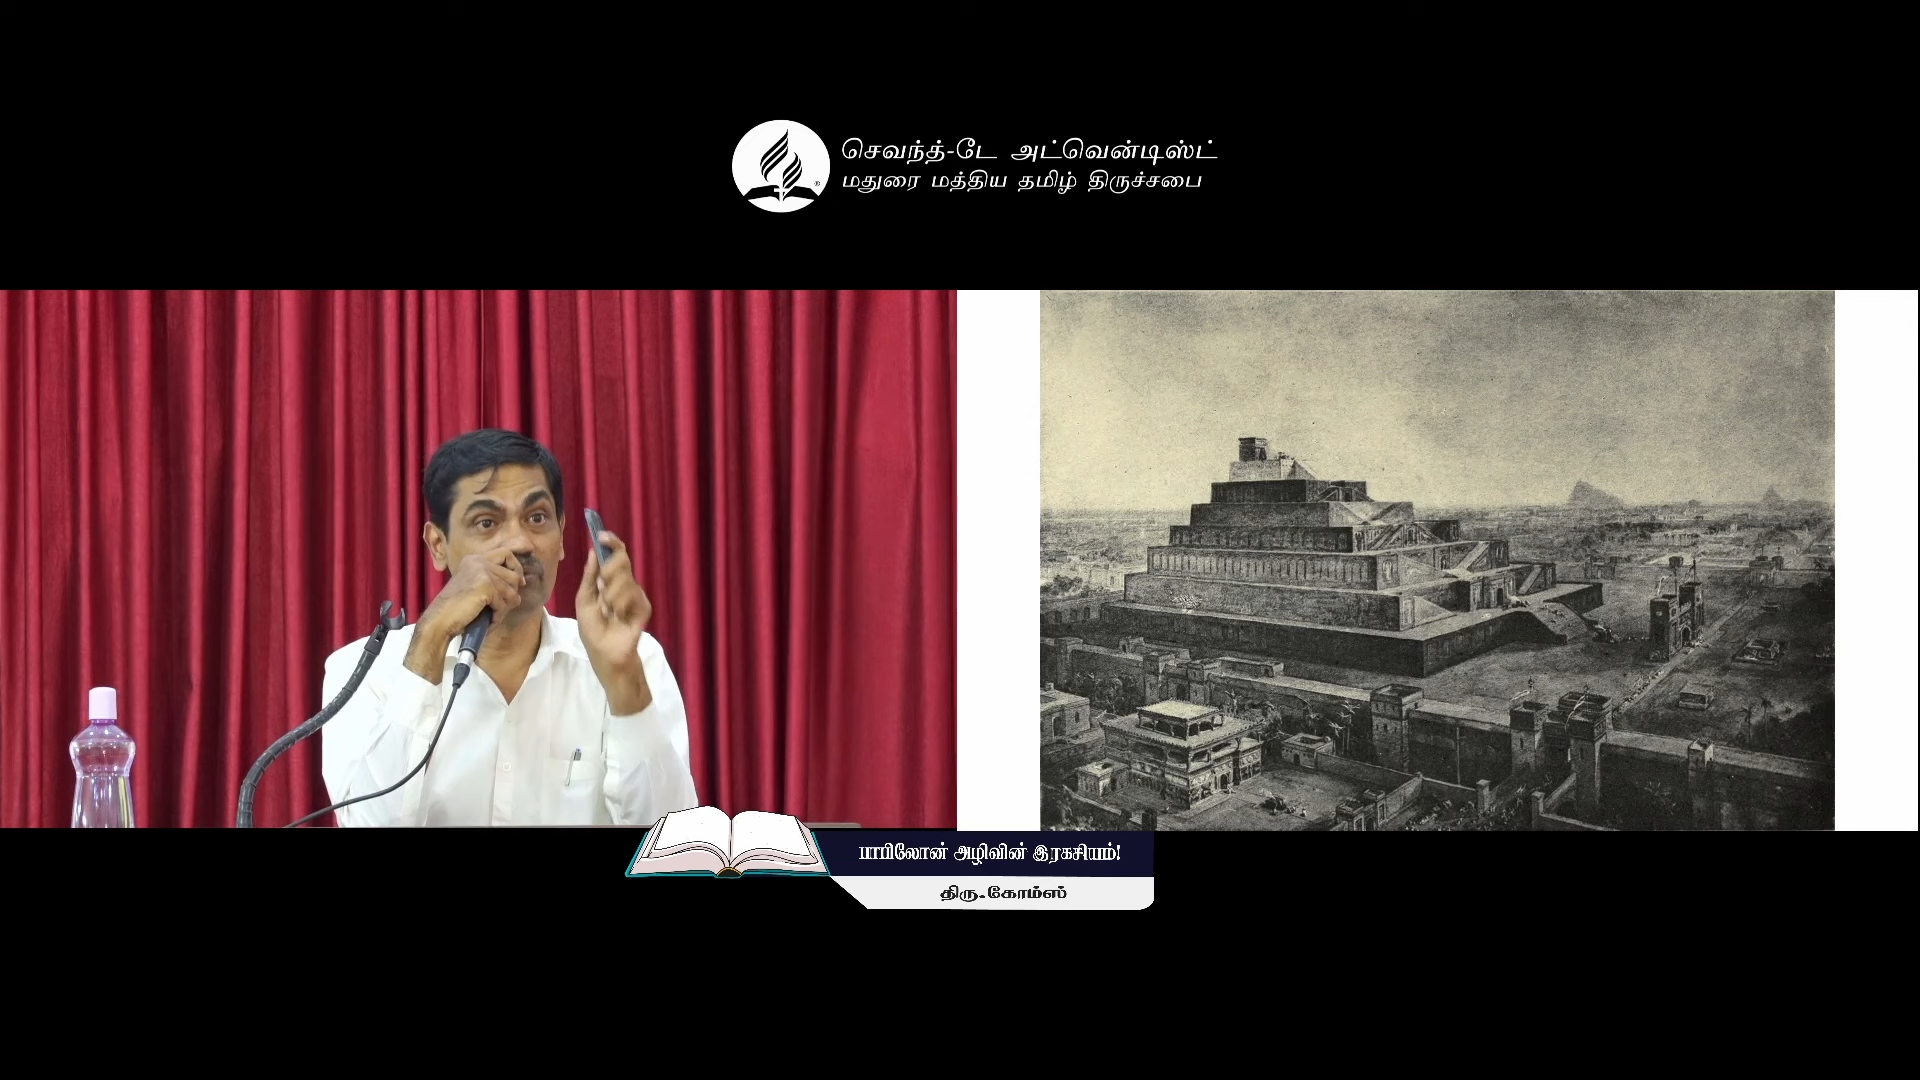 செவந்த்-டே அட்வென்டிஸ்ட்
மதுரை மத்திய தமிழ் திருச்சபை
பாபிலோன் அழிவின் இரகசியம்!
திரு.கோம்ஸ்